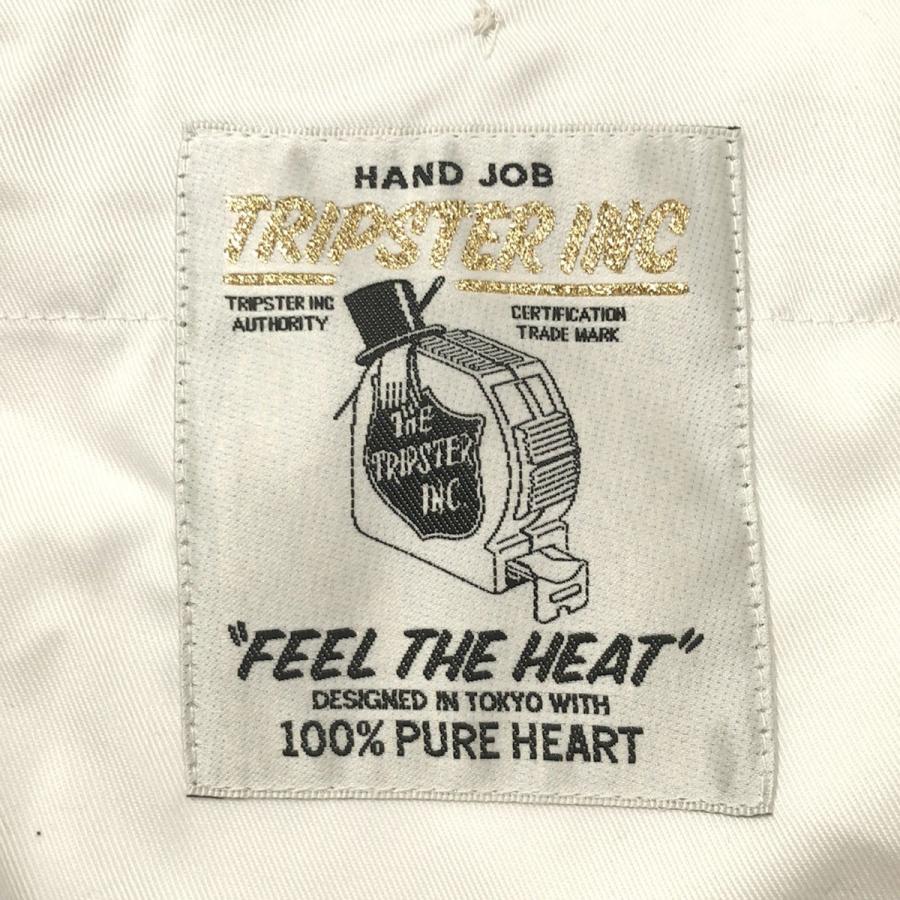 HAND JOB
TRIPSTER INC
TRIPSTER INC
AUTHORITY
CERTIFICATION
TRADE MARK
THE
TRIPSTER
INC.
"FEEL THE HEAT"
DESIGNED IN TOKYO WITH
100% PURE HEART